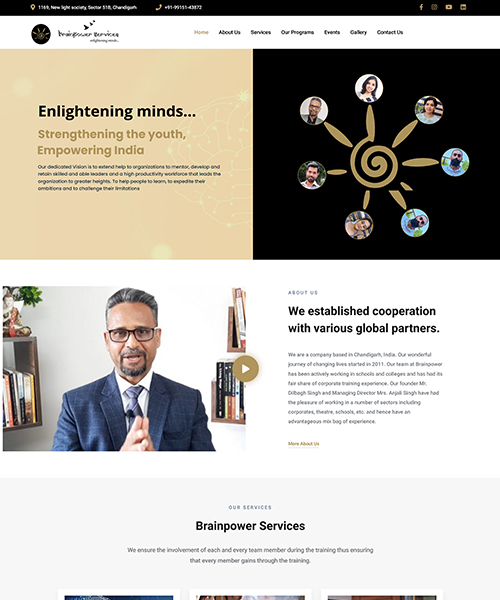 1169, New light society, Sector 51B, Chandigarh
+91-99151-43872
Brainpower Services
enlightening minds...
Home
About Us
Services
Our Programs
Events
Gallery
Contact Us
Enlightening minds...
Strengthening the youth,
Empowering India
Our dedicated Vision is to extend help to organizations to mentor, develop and
retain skilled and able leaders and a high productivity workforce that leads the
organization to greater heights. To help people to learn, to expedite their
ambitions and to challenge their limitations
ABOUT US
We established cooperation
with various global partners.
We are a company based in Chandigarh, India. Our wonderful
journey of changing lives started in 2011. Our team at Brainpower
has been actively working in schools and colleges and has had its
fair share of corporate training experience. Our founder Mr.
Dilbagh Singh and Managing Director Mrs. Anjali Singh have had
the pleasure of working in a number of sectors including
corporates, theatre, schools, etc. and hence have an
advantageous mix bag of experience.
More About Us
OUR SERVICES
Brainpower Services
We ensure the involvement of each and every team member during the training thus ensuring
that every member gains through the training.